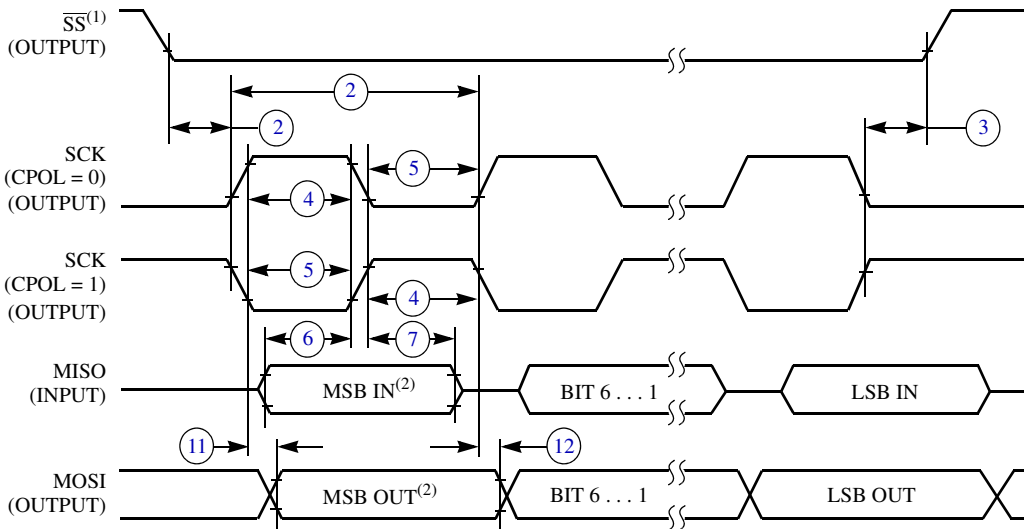 SS(1)
(OUTPUT)
2
2
3
SCK
(CPOL = 0)
(OUTPUT)
5
4
SCK
(CPOL = 1)
(OUTPUT)
5
4
6
7
MISO
(INPUT)
MSB IN(2)
BIT 6 . . . 1
LSB IN
11
12
MOSI
(OUTPUT)
MSB OUT(2)
BIT 6 . . . 1
LSB OUT